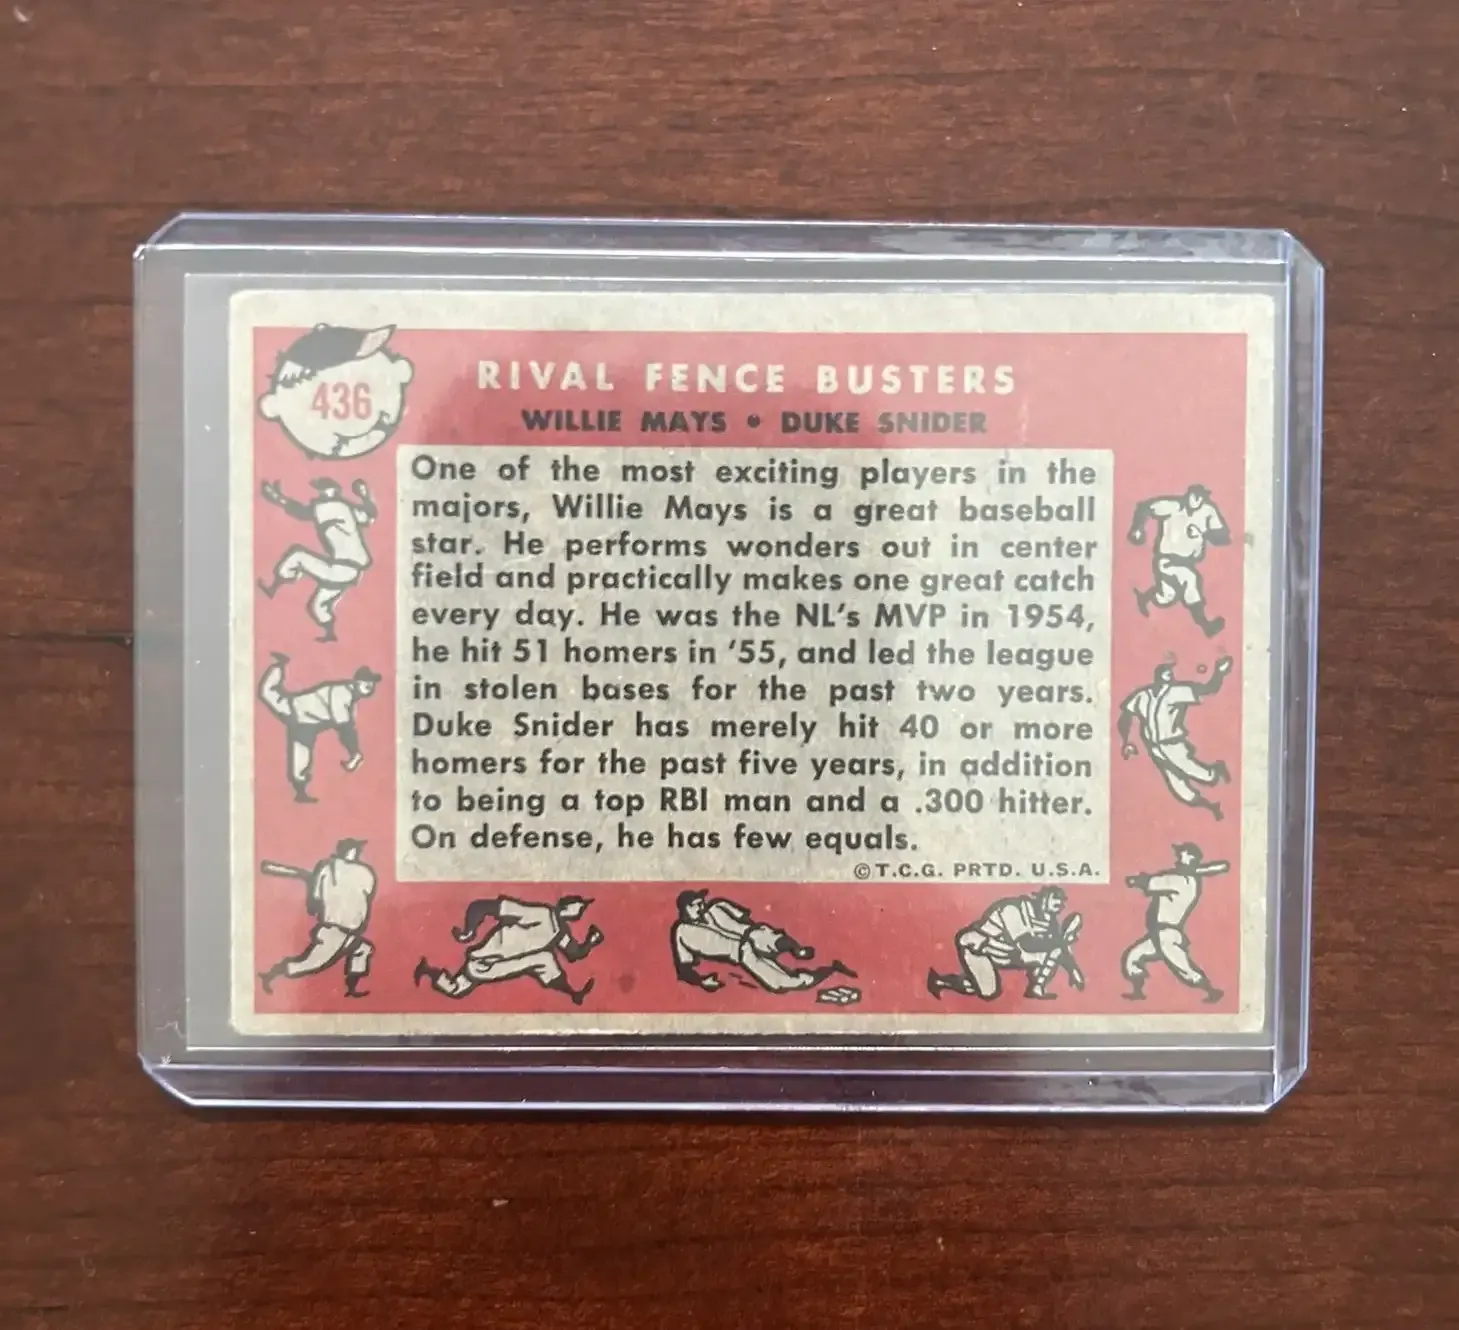 436
RIVAL FENCE BUSTERS
WILLIE MAYS • DUKE SNIDER
One of the most exciting players in the
majors, Willie Mays is a great baseball
star. He performs wonders out in center
field and practically makes one great catch
every day. He was the NL's MVP in 1954,
he hit 51 homers in '55, and led the league
in stolen bases for the past two years.
Duke Snider has merely hit 40 or more
homers for the past five years, in addition
to being a top RBI man and a .300 hitter.
On defense, he has few equals.
© T.C.G. PRTD. U.S.A.